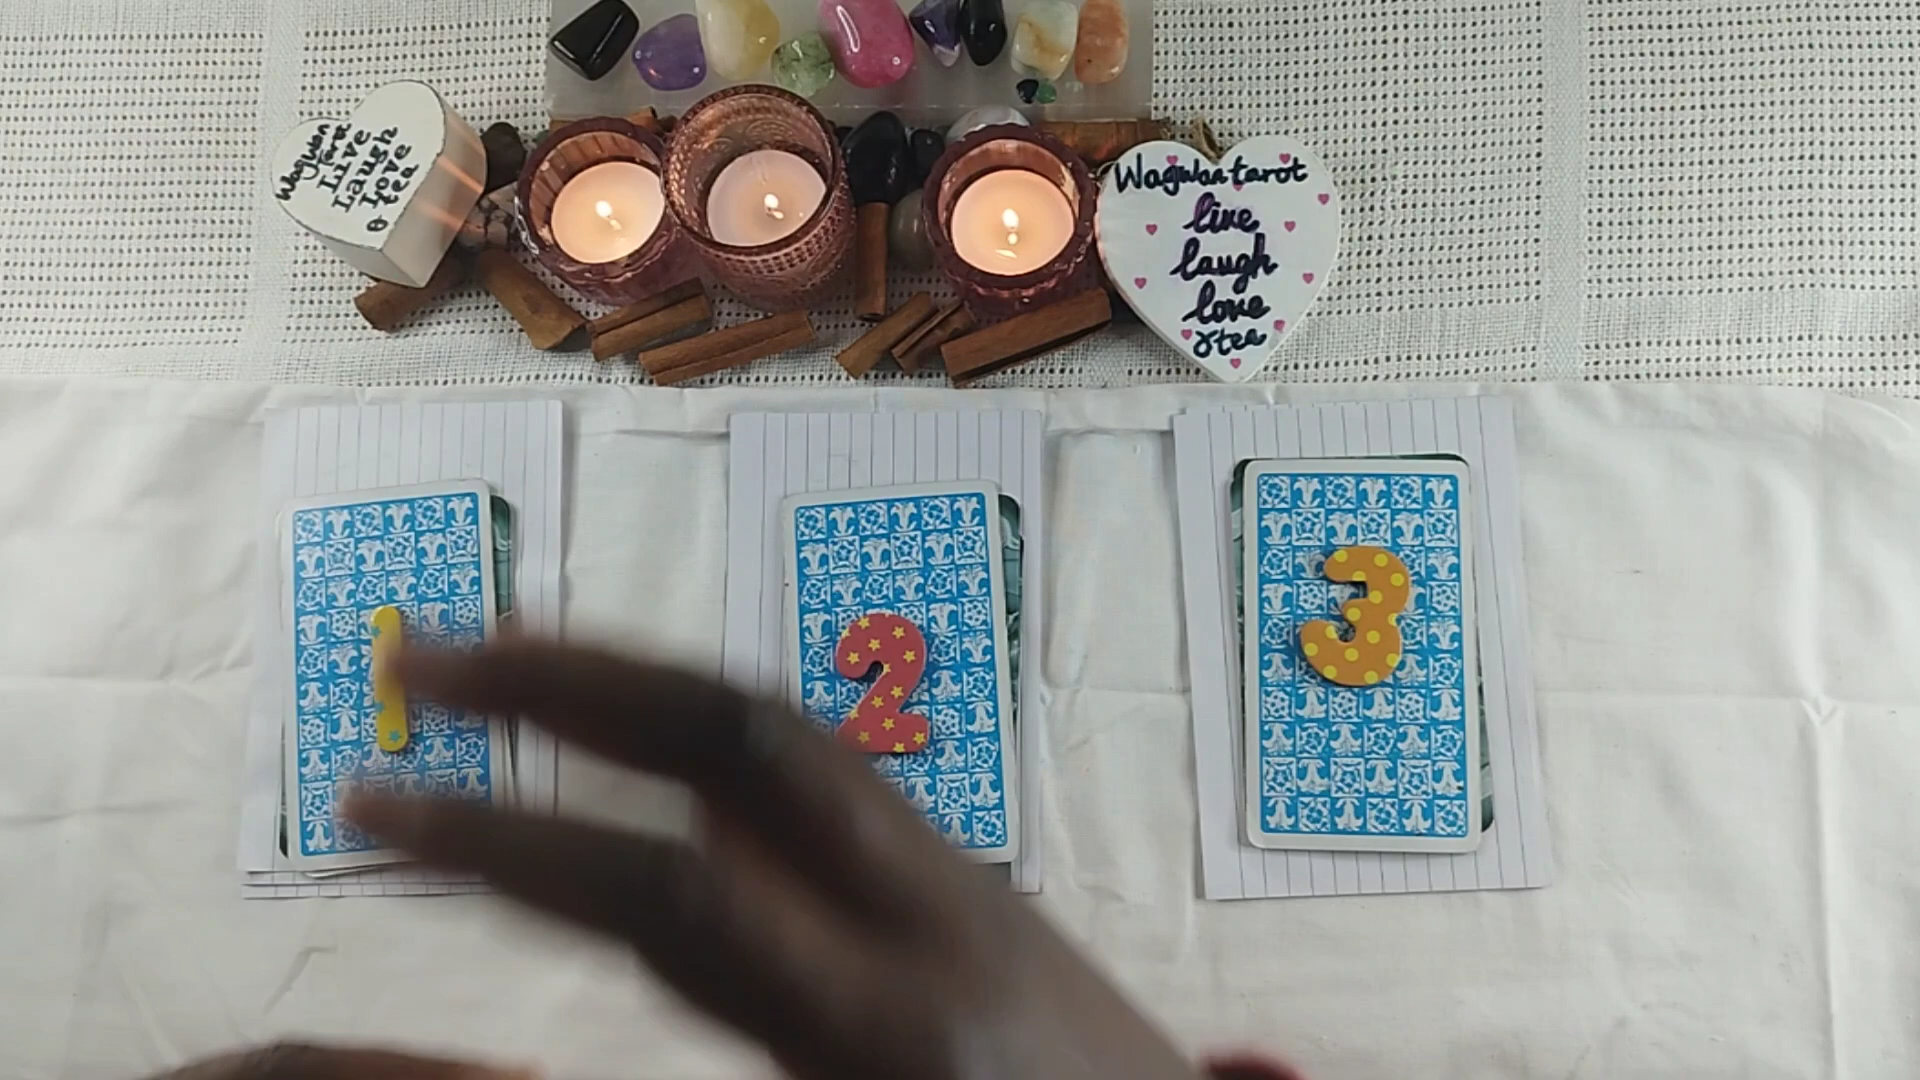 Wagwan
Tarot
Live
Laugh
Love
& tea
Wagwan tarot
live
laugh
love
& tea
1
2
3